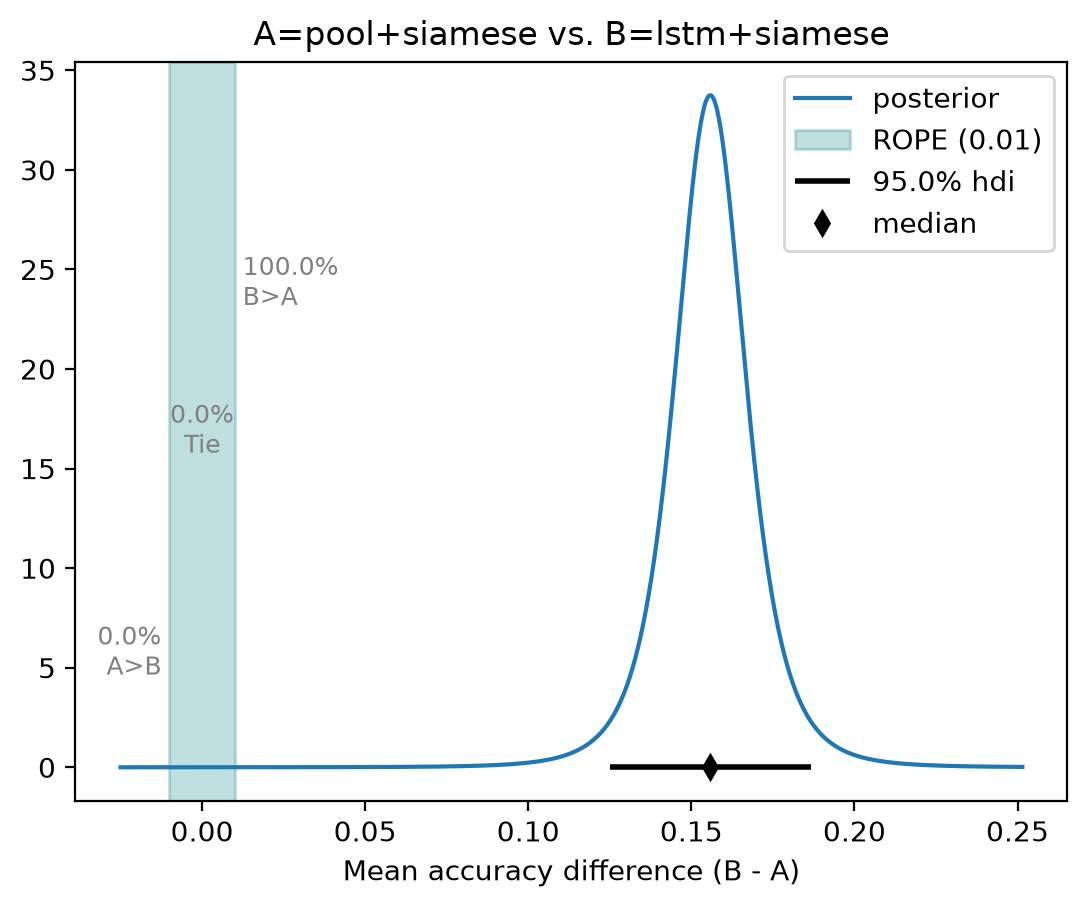 A=pool+siamese vs. B=lstm+siamese
35
30
25
20
15
10
5
0
posterior
ROPE (0.01)
95.0% hdi
median
100.0%
B>A
0.0%
Tie
0.0%
A>B
0.00 0.05 0.10 0.15 0.20 0.25
Mean accuracy difference (B - A)